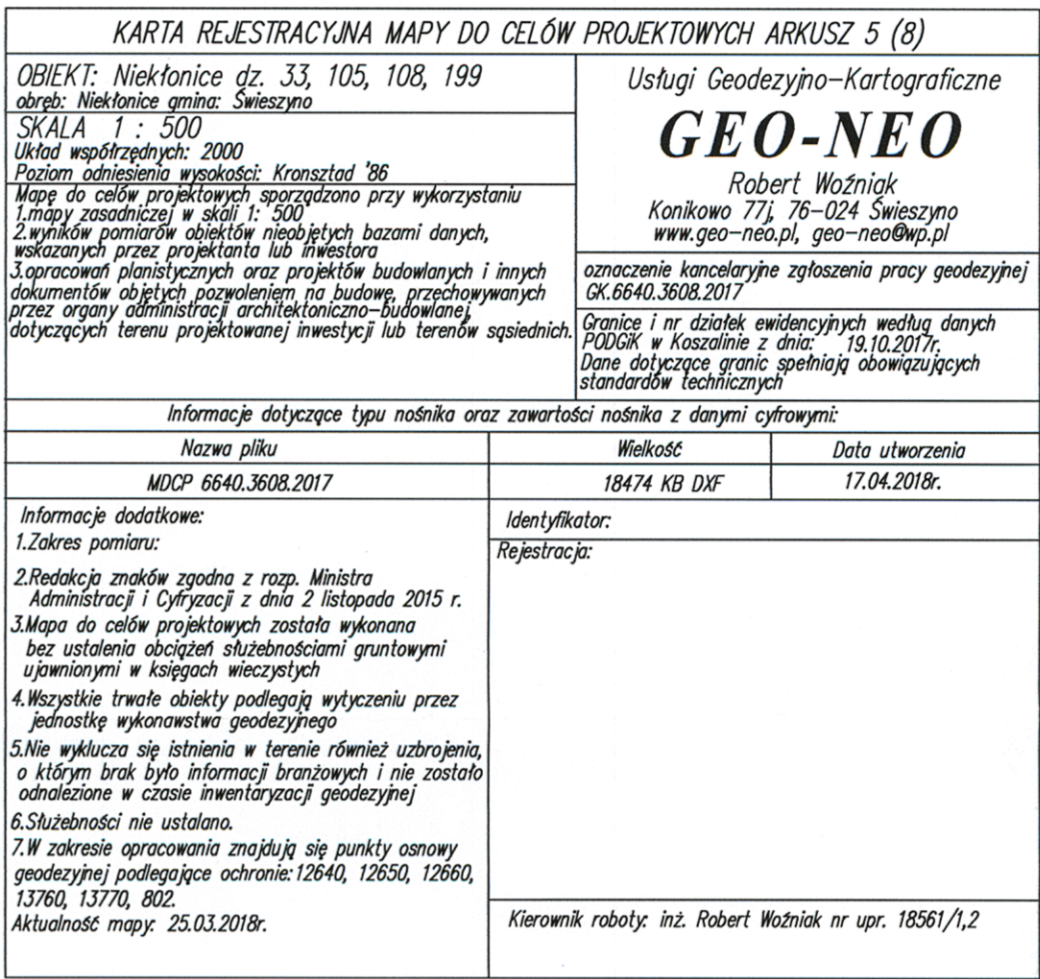 KARTA REJESTRACYJNA MAPY DO CELÓW PROJEKTOWYCH ARKUSZ 5 (8)
OBIEKT: Niekłonice dz. 33, 105, 108, 199
obręb: Niekłonice gmina: Świeszyno
SKALA 1 : 500
Układ współrzędnych: 2000
Poziom odniesienia wysokości: Kronsztad '86
Mapę do celów projektowych sporządzono przy wykorzystaniu
1.mapy zasadniczej w skali 1: 500
2.wyników pomiarów obiektów nieobjętych bazami danych,
wskazanych przez projektanta lub inwestora
3.opracowań planistycznych oraz projektów budowlanych i innych
dokumentów objętych pozwoleniem na budowę, przechowywanych
przez organy administracji architektoniczno-budowlanej,
dotyczących terenu projektowanej inwestycji lub terenów sąsiednich.
Usługi Geodezyjno-Kartograficzne
GEO-NEO
Robert Woźniak
Konikowo 77j, 76-024 Świeszyno
www.geo-neo.pl, geo-neo@wp.pl
oznaczenie kancelaryjne zgłoszenia pracy geodezyjnej
GK.6640.3608.2017
Granice i nr działek ewidencyjnych według danych
PODGiK w Koszalinie z dnia: 19.10.2017r.
Dane dotyczące granic spełniają obowiązujących
standardów technicznych
Informacje dotyczące typu nośnika oraz zawartości nośnika z danymi cyfrowymi:
Nazwa pliku Wielkość Data utworzenia
MDCP 6640.3608.2017 18474 KB DXF 17.04.2018r.
Informacje dodatkowe:
1.Zakres pomiaru:
2.Redakcja znaków zgodna z rozp. Ministra
Administracji i Cyfryzacji z dnia 2 listopada 2015 r.
3.Mapa do celów projektowych została wykonana
bez ustalenia obciążeń służebnościami gruntowymi
ujawnionymi w księgach wieczystych
4.Wszystkie trwałe obiekty podlegają wytyczeniu przez
jednostkę wykonawstwa geodezyjnego
5.Nie wyklucza się istnienia w terenie również uzbrojenia,
o którym brak było informacji branżowych i nie zostało
odnalezione w czasie inwentaryzacji geodezyjnej
6.Służebności nie ustalano.
7.W zakresie opracowania znajdują się punkty osnowy
geodezyjnej podlegające ochronie: 12640, 12650, 12660,
13760, 13770, 802.
Aktualność mapy: 25.03.2018r.
Identyfikator:
Rejestracja:
Kierownik roboty: inż. Robert Woźniak nr upr. 18561/1,2